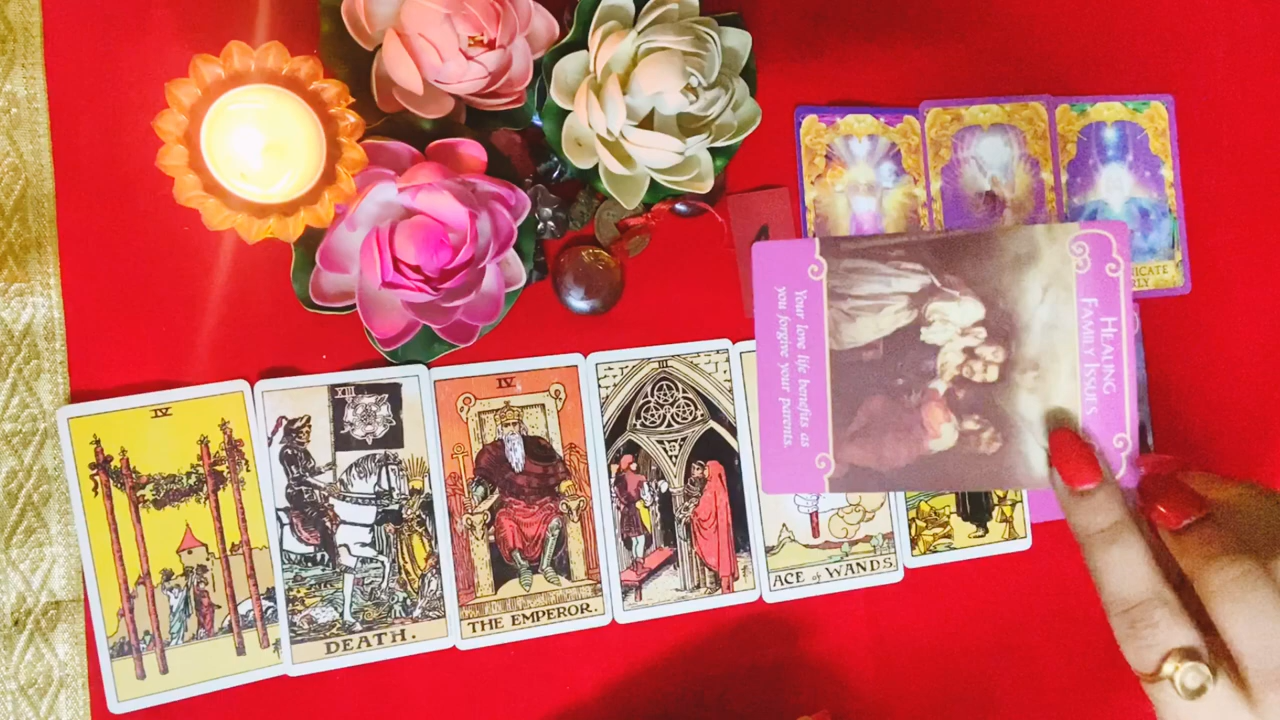 IV
XIII
DEATH.
IV
THE EMPEROR.
III
ACE of WANDS.
HEALING
FAMILY ISSUES
Your love life benefits as
you forgive your parents.